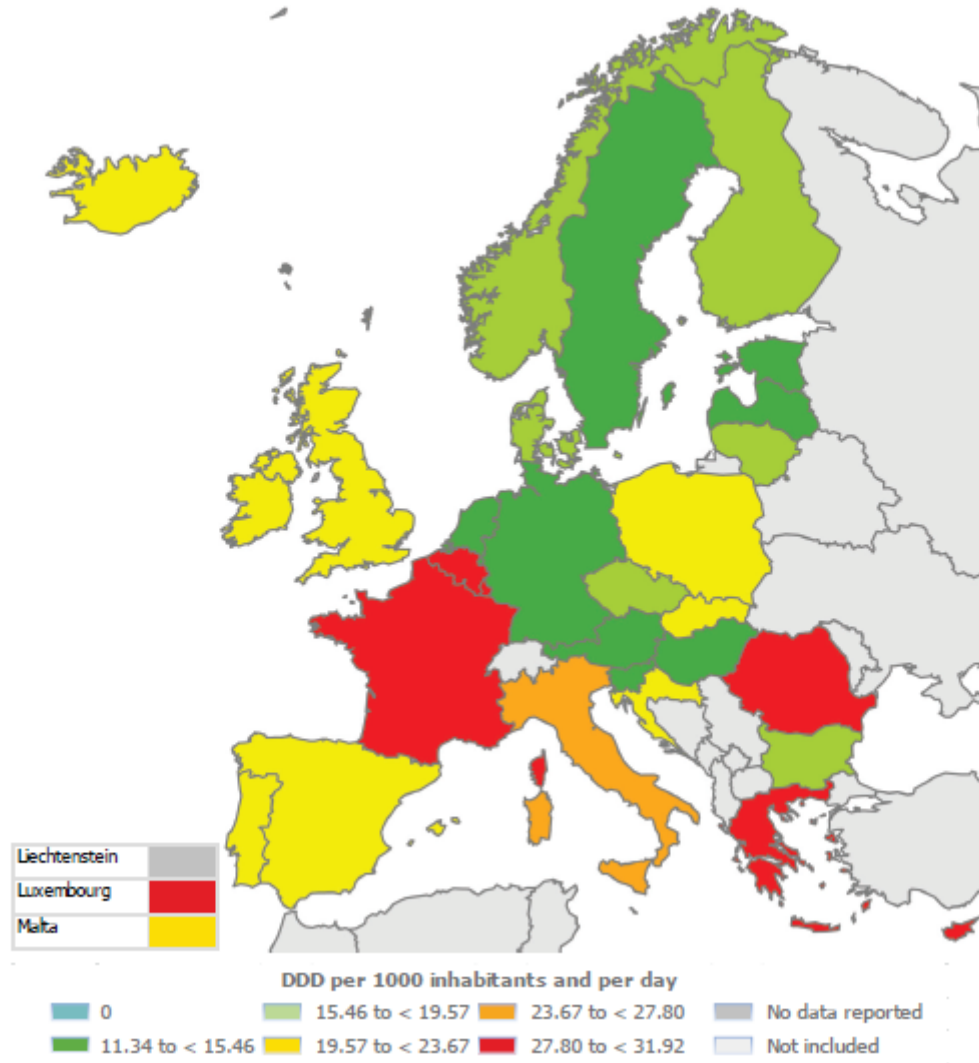 Liechtenstein
Luxembourg
Malta
DDD per 1000 inhabitants and per day
0
15.46 to < 19.57
23.67 to < 27.80
No data reported
11.34 to < 15.46
19.57 to < 23.67
27.80 to < 31.92
Not included